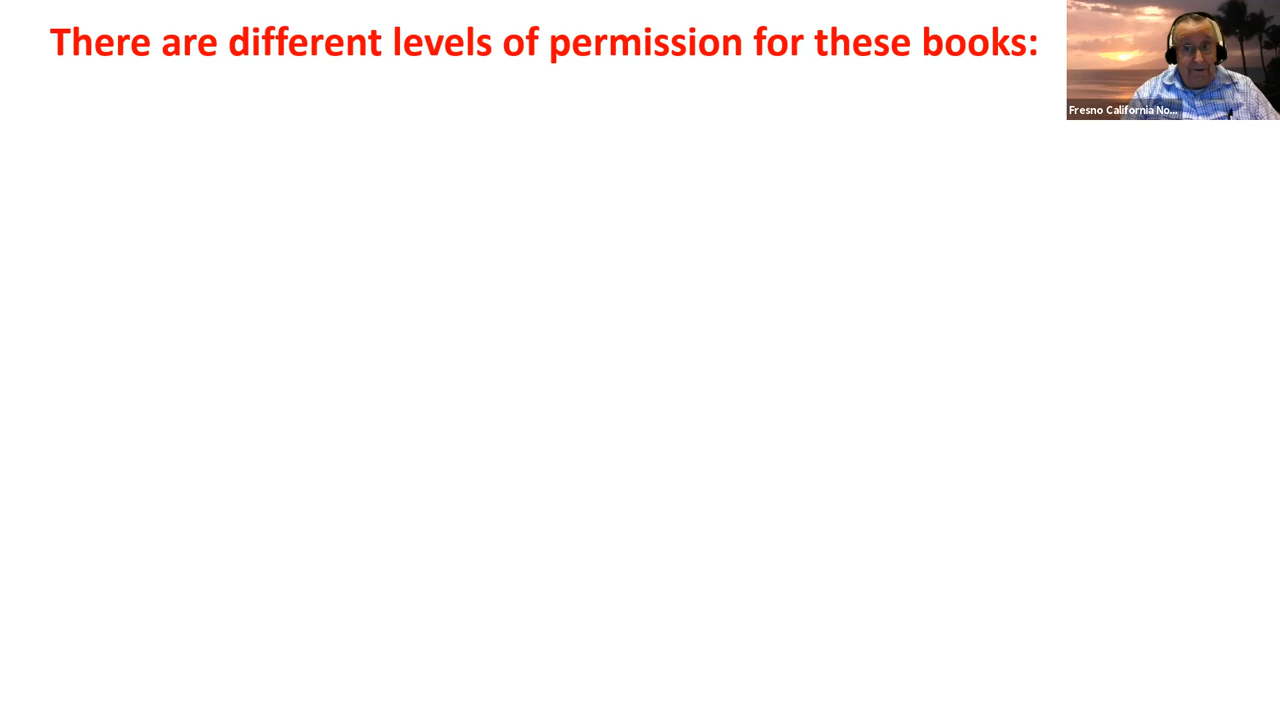 There are different levels of permission for these books:
Fresno California No...